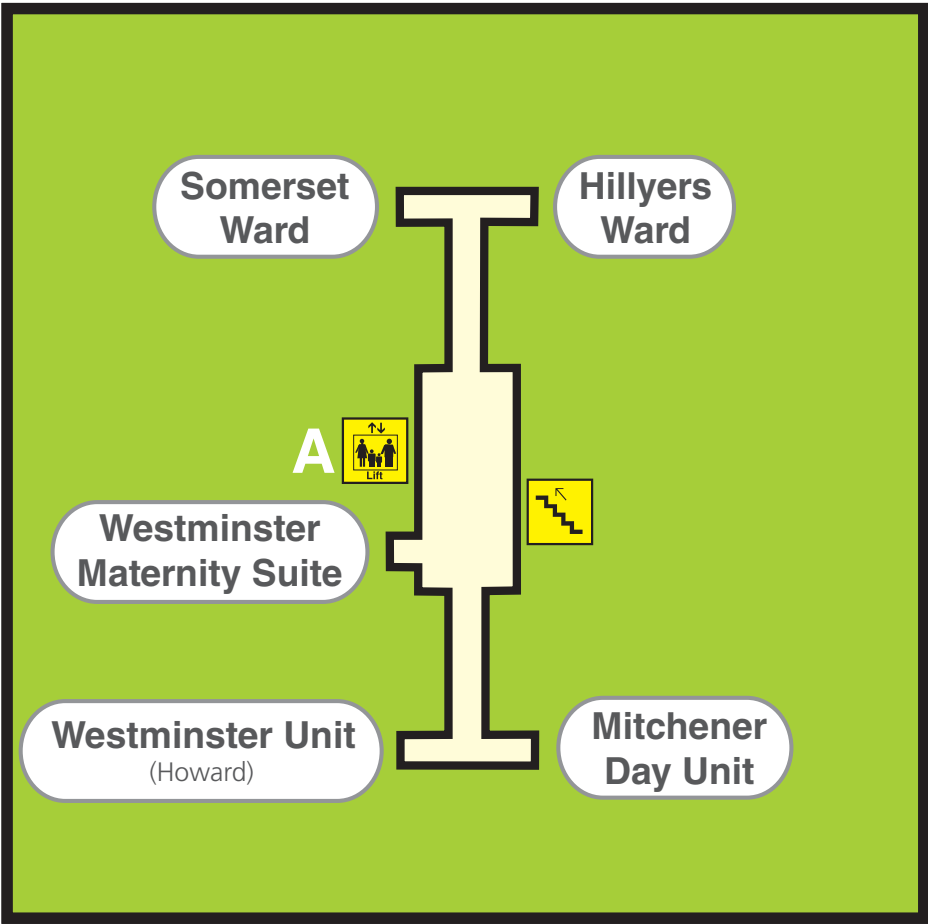 Somerset
Ward
Hillyers
Ward
A
Lift
Westminster
Maternity Suite
Westminster Unit
(Howard)
Mitchener
Day Unit